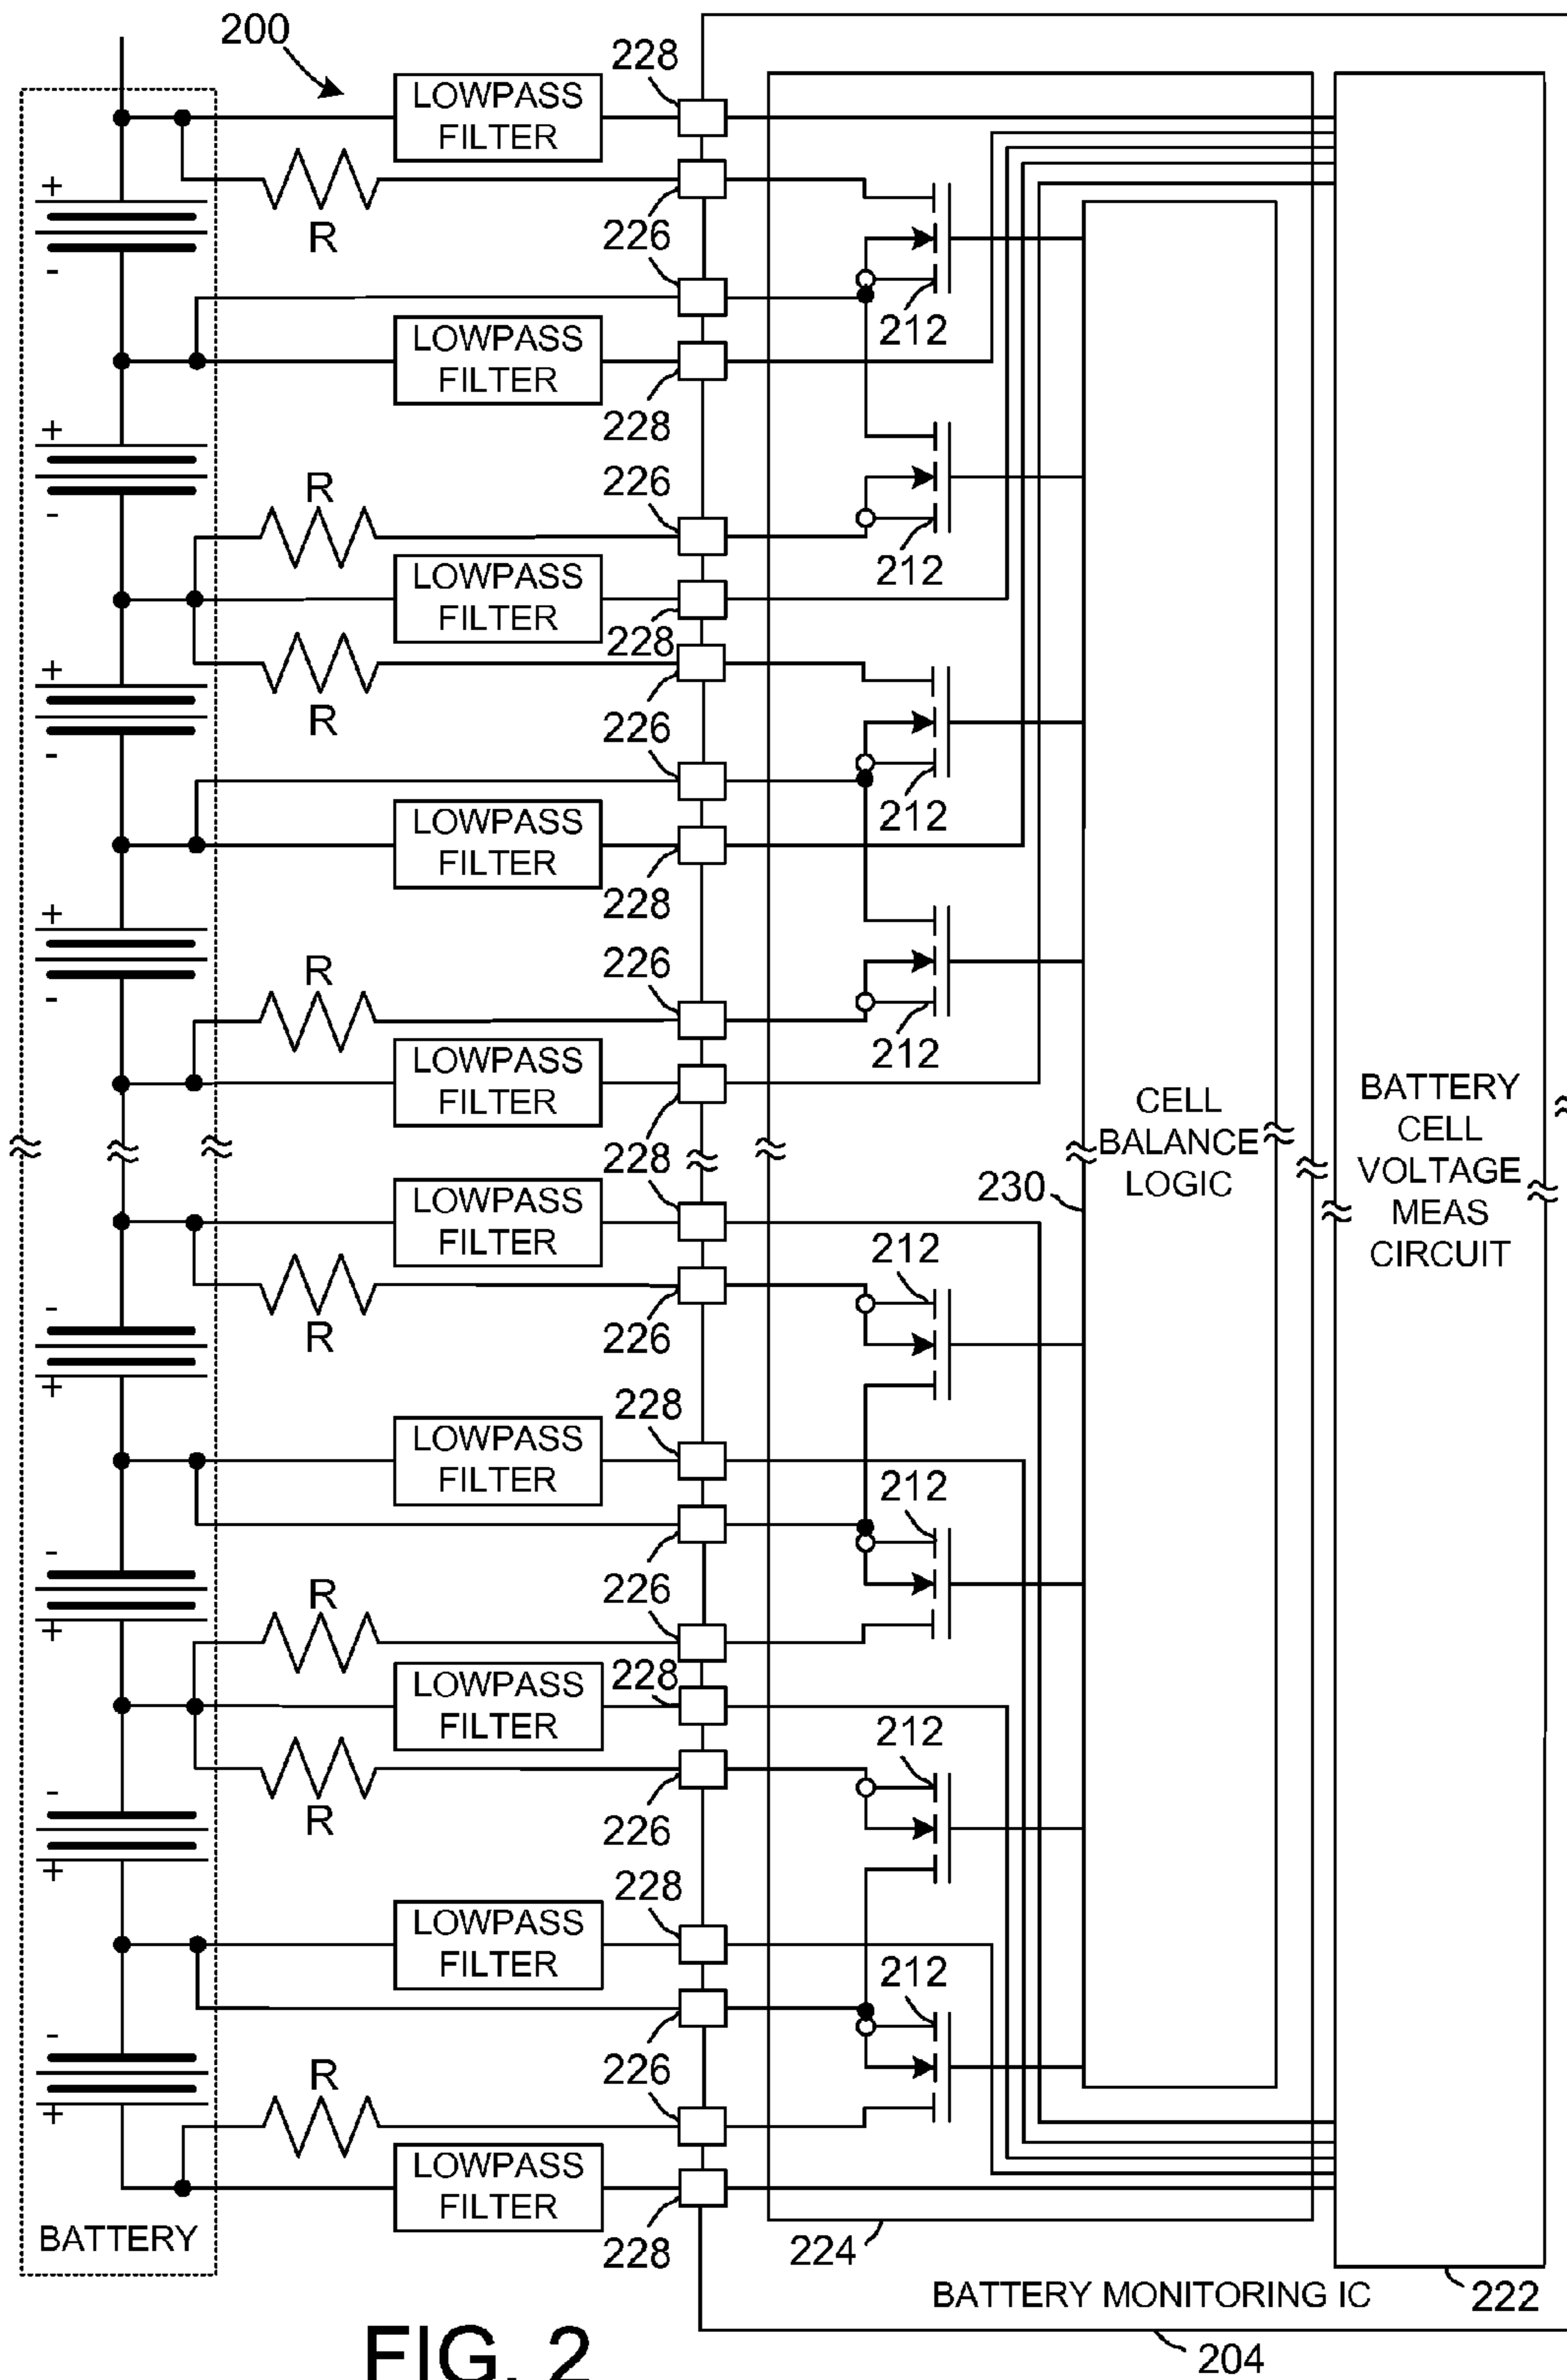 200
228
LOWPASS
FILTER
+
R
226
-
212
LOWPASS
FILTER
228
+
R
226
-
212
LOWPASS
FILTER
228
+
R
226
-
212
LOWPASS
FILTER
228
+
R
226
-
212
LOWPASS
FILTER
228
CELL
BALANCE
LOGIC
BATTERY
CELL
VOLTAGE
MEAS
CIRCUIT
230
LOWPASS
FILTER
212
-
R
226
+
228
LOWPASS
FILTER
212
-
226
R
+
228
LOWPASS
FILTER
212
-
R
226
+
228
LOWPASS
FILTER
212
-
226
R
+
LOWPASS
FILTER
228
BATTERY
224
BATTERY MONITORING IC
222
204
FIG. 2